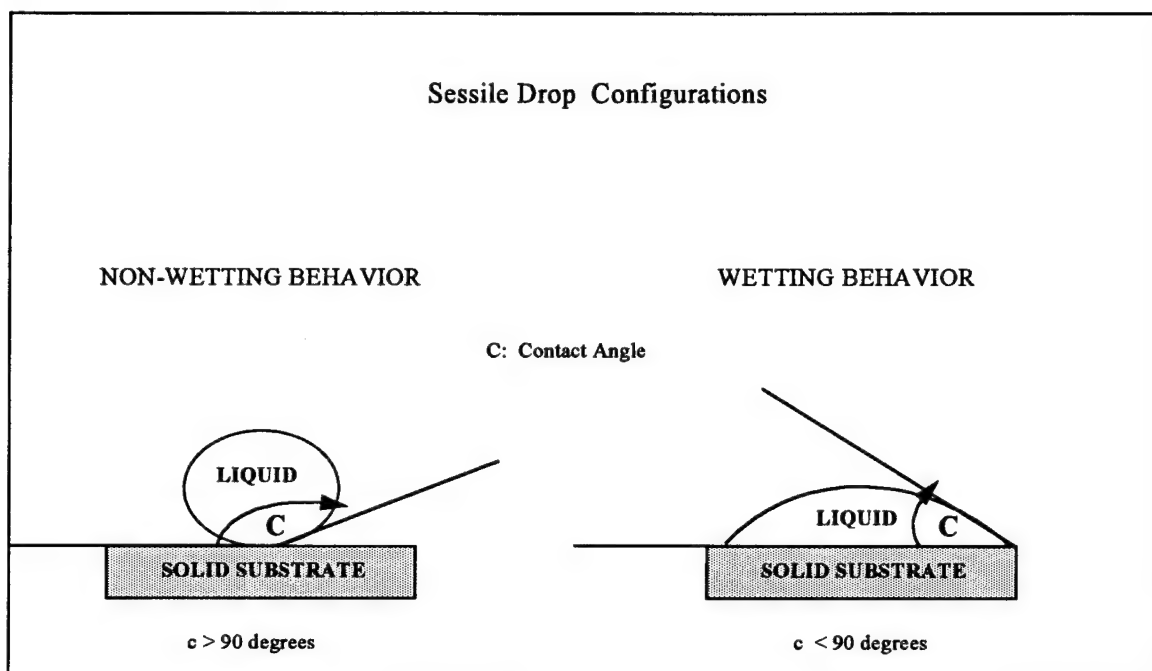 Sessile Drop Configurations
NON-WETTING BEHAVIOR
WETTING BEHAVIOR
C: Contact Angle
LIQUID
C
SOLID SUBSTRATE
c > 90 degrees
LIQUID
C
SOLID SUBSTRATE
c < 90 degrees